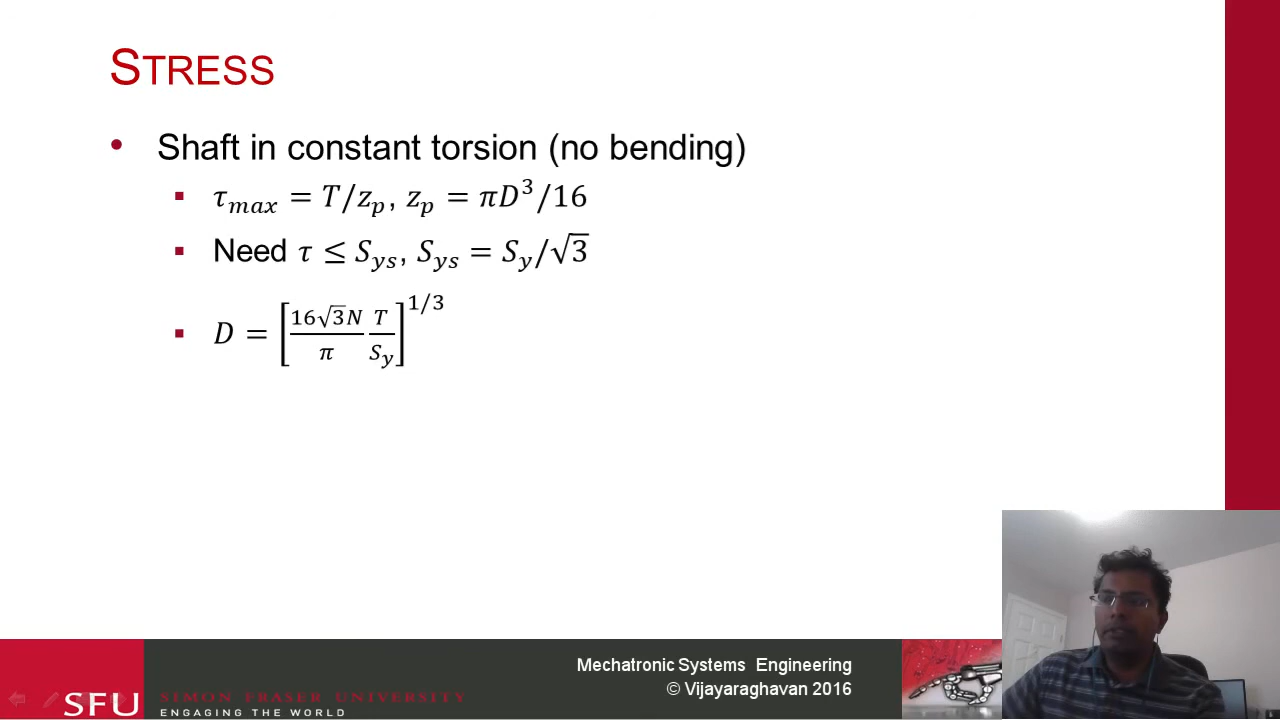 STRESS
• Shaft in constant torsion (no bending)
▪ τ_max = T/z_p, z_p = πD³/16
▪ Need τ ≤ S_ys, S_ys = S_y/√3
▪ D = [16√3N/π T/S_y]^1/3
Mechatronic Systems Engineering
© Vijayaraghavan 2016
SFU
SIMON FRASER UNIVERSITY
ENGAGING THE WORLD